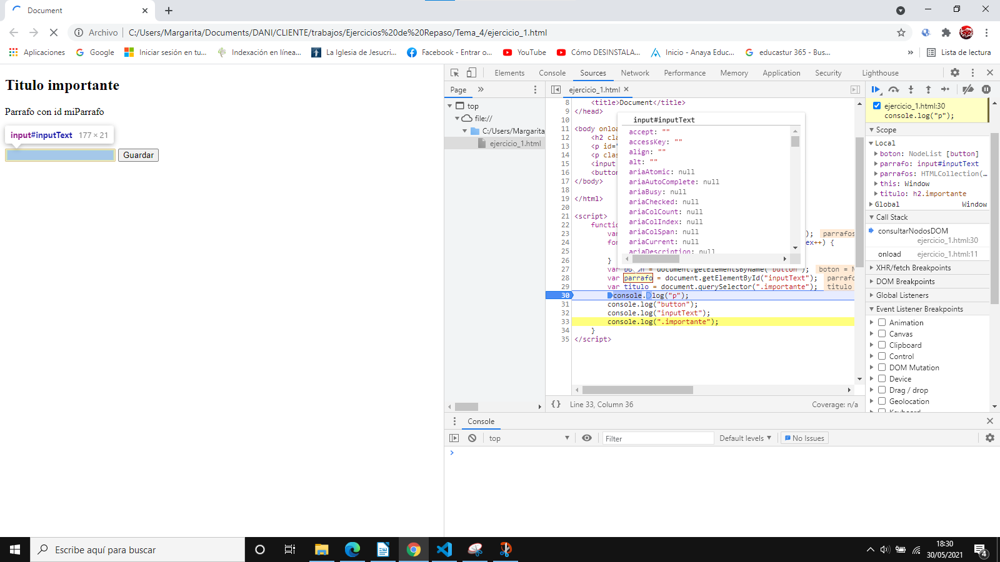 Document
Archivo
C:/Users/Margarita/Documents/DANI/CLIENTE/trabajos/Ejercicios%20de%20Repaso/Tema_4/ejercicio_1.html
Aplicaciones
Google
Iniciar sesión en tu...
Indexación en línea...
La Iglesia de Jesucri...
Facebook - Entrar o...
YouTube
Cómo DESINSTALA...
Inicio - Anaya Educ...
educastur 365 - Bus...
»
Lista de lectura
Titulo importante
Parrafo con id miParrafo
input#inputText 177 × 21
Guardar
Elements Console Sources Network Performance Memory Application Security Lighthouse
Page »
top
file://
C:/Users/Margarita
ejercicio_1.html
ejercicio_1.html
8 <title>Document</title>
9 </head>
10
11 <body onloa
12 <h2 cla
13 <p id="
14 <p clas
15 <input
16 <button
17 </body>
18
19 </html>
20
21 <script>
22 functio
23 var ); parrafos
24 for ex++) {
25
26 }
27 var boton = document.getElementsByName("button"); boton = N
28 var parrafo = document.getElementById("inputText"); parrafo
29 var titulo = document.querySelector(".importante"); titulo
30 console.log("p");
31 console.log("button");
32 console.log("inputText");
33 console.log(".importante");
34 }
35 </script>
input#inputText
accept: ""
accessKey: ""
align: ""
alt: ""
ariaAtomic: null
ariaAutoComplete: null
ariaBusy: null
ariaChecked: null
ariaColCount: null
ariaColIndex: null
ariaColSpan: null
ariaCurrent: null
ariaDescription: null
{} Line 33, Column 36
Coverage: n/a
ejercicio_1.html:30
console.log("p");
Scope
Local
boton: NodeList [button]
parrafo: input#inputText
parrafos: HTMLCollection(…
this: Window
titulo: h2.importante
Global Window
Call Stack
consultarNodosDOM
ejercicio_1.html:30
onload ejercicio_1.html:11
XHR/fetch Breakpoints
DOM Breakpoints
Global Listeners
Event Listener Breakpoints
Animation
Canvas
Clipboard
Control
DOM Mutation
Device
Drag / drop
Geolocation
Keyboard
Console
top
Filter
Default levels
No Issues
Escribe aquí para buscar
18:30
30/05/2021
4